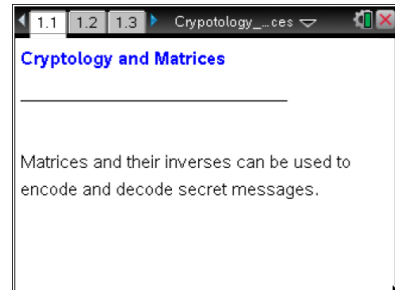 1.1 1.2 1.3 Crypotology_...ces
Cryptology and Matrices
Matrices and their inverses can be used to
encode and decode secret messages.